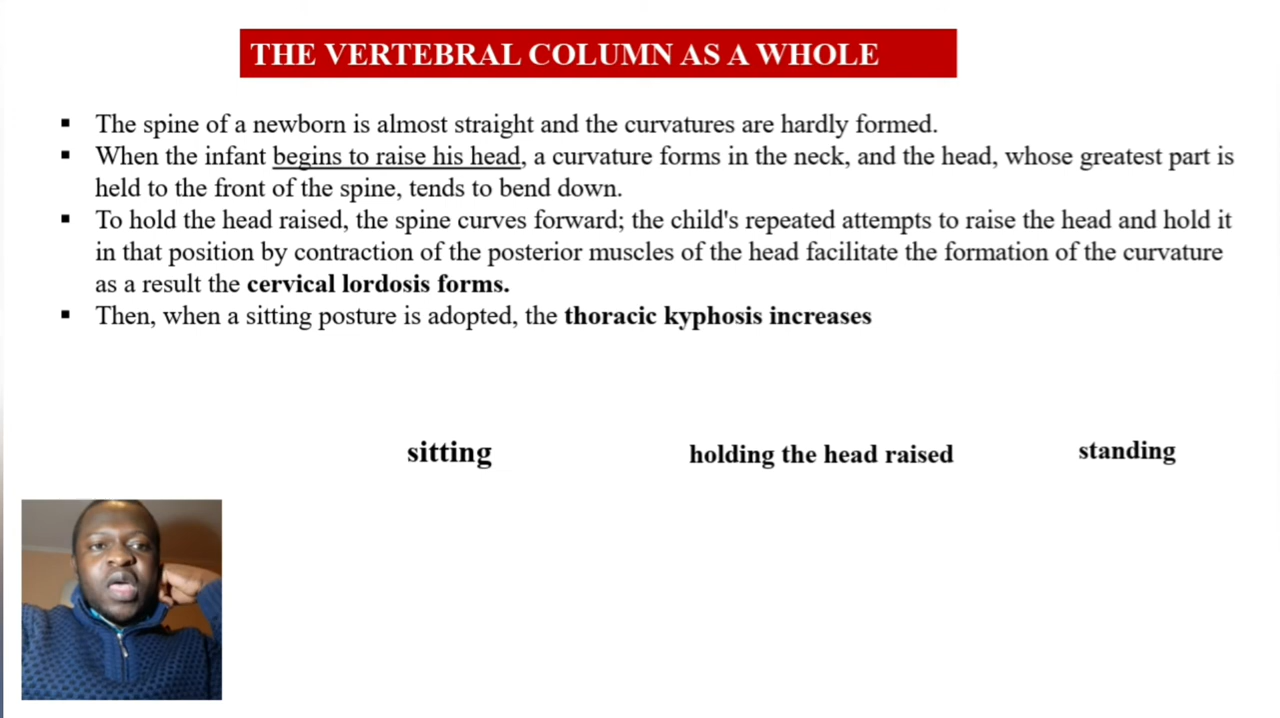 THE VERTEBRAL COLUMN AS A WHOLE
▪ The spine of a newborn is almost straight and the curvatures are hardly formed.
▪ When the infant begins to raise his head, a curvature forms in the neck, and the head, whose greatest part is
held to the front of the spine, tends to bend down.
▪ To hold the head raised, the spine curves forward; the child's repeated attempts to raise the head and hold it
in that position by contraction of the posterior muscles of the head facilitate the formation of the curvature
as a result the cervical lordosis forms.
▪ Then, when a sitting posture is adopted, the thoracic kyphosis increases
sitting
holding the head raised
standing